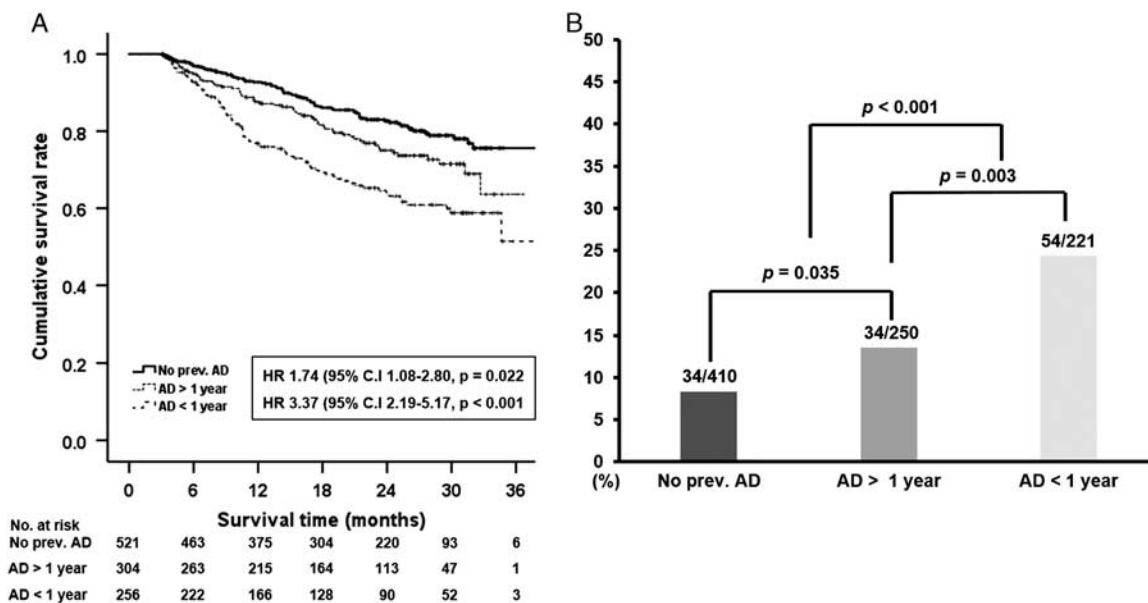 A
Cumulative survival rate
1.0
0.8
0.6
0.4
0.2
0.0
No prev. AD
AD > 1 year
AD < 1 year
HR 1.74 (95% C.I 1.08-2.80, p = 0.022
HR 3.37 (95% C.I 2.19-5.17, p < 0.001
0 6 12 18 24 30 36
Survival time (months)
No. at risk
No prev. AD 521 463 375 304 220 93 6
AD > 1 year 304 263 215 164 113 47 1
AD < 1 year 256 222 166 128 90 52 3
B
50
45
40
35
30
25
20
15
10
5
0
(%)
p < 0.001
p = 0.003
p = 0.035
34/410
34/250
54/221
No prev. AD AD > 1 year AD < 1 year